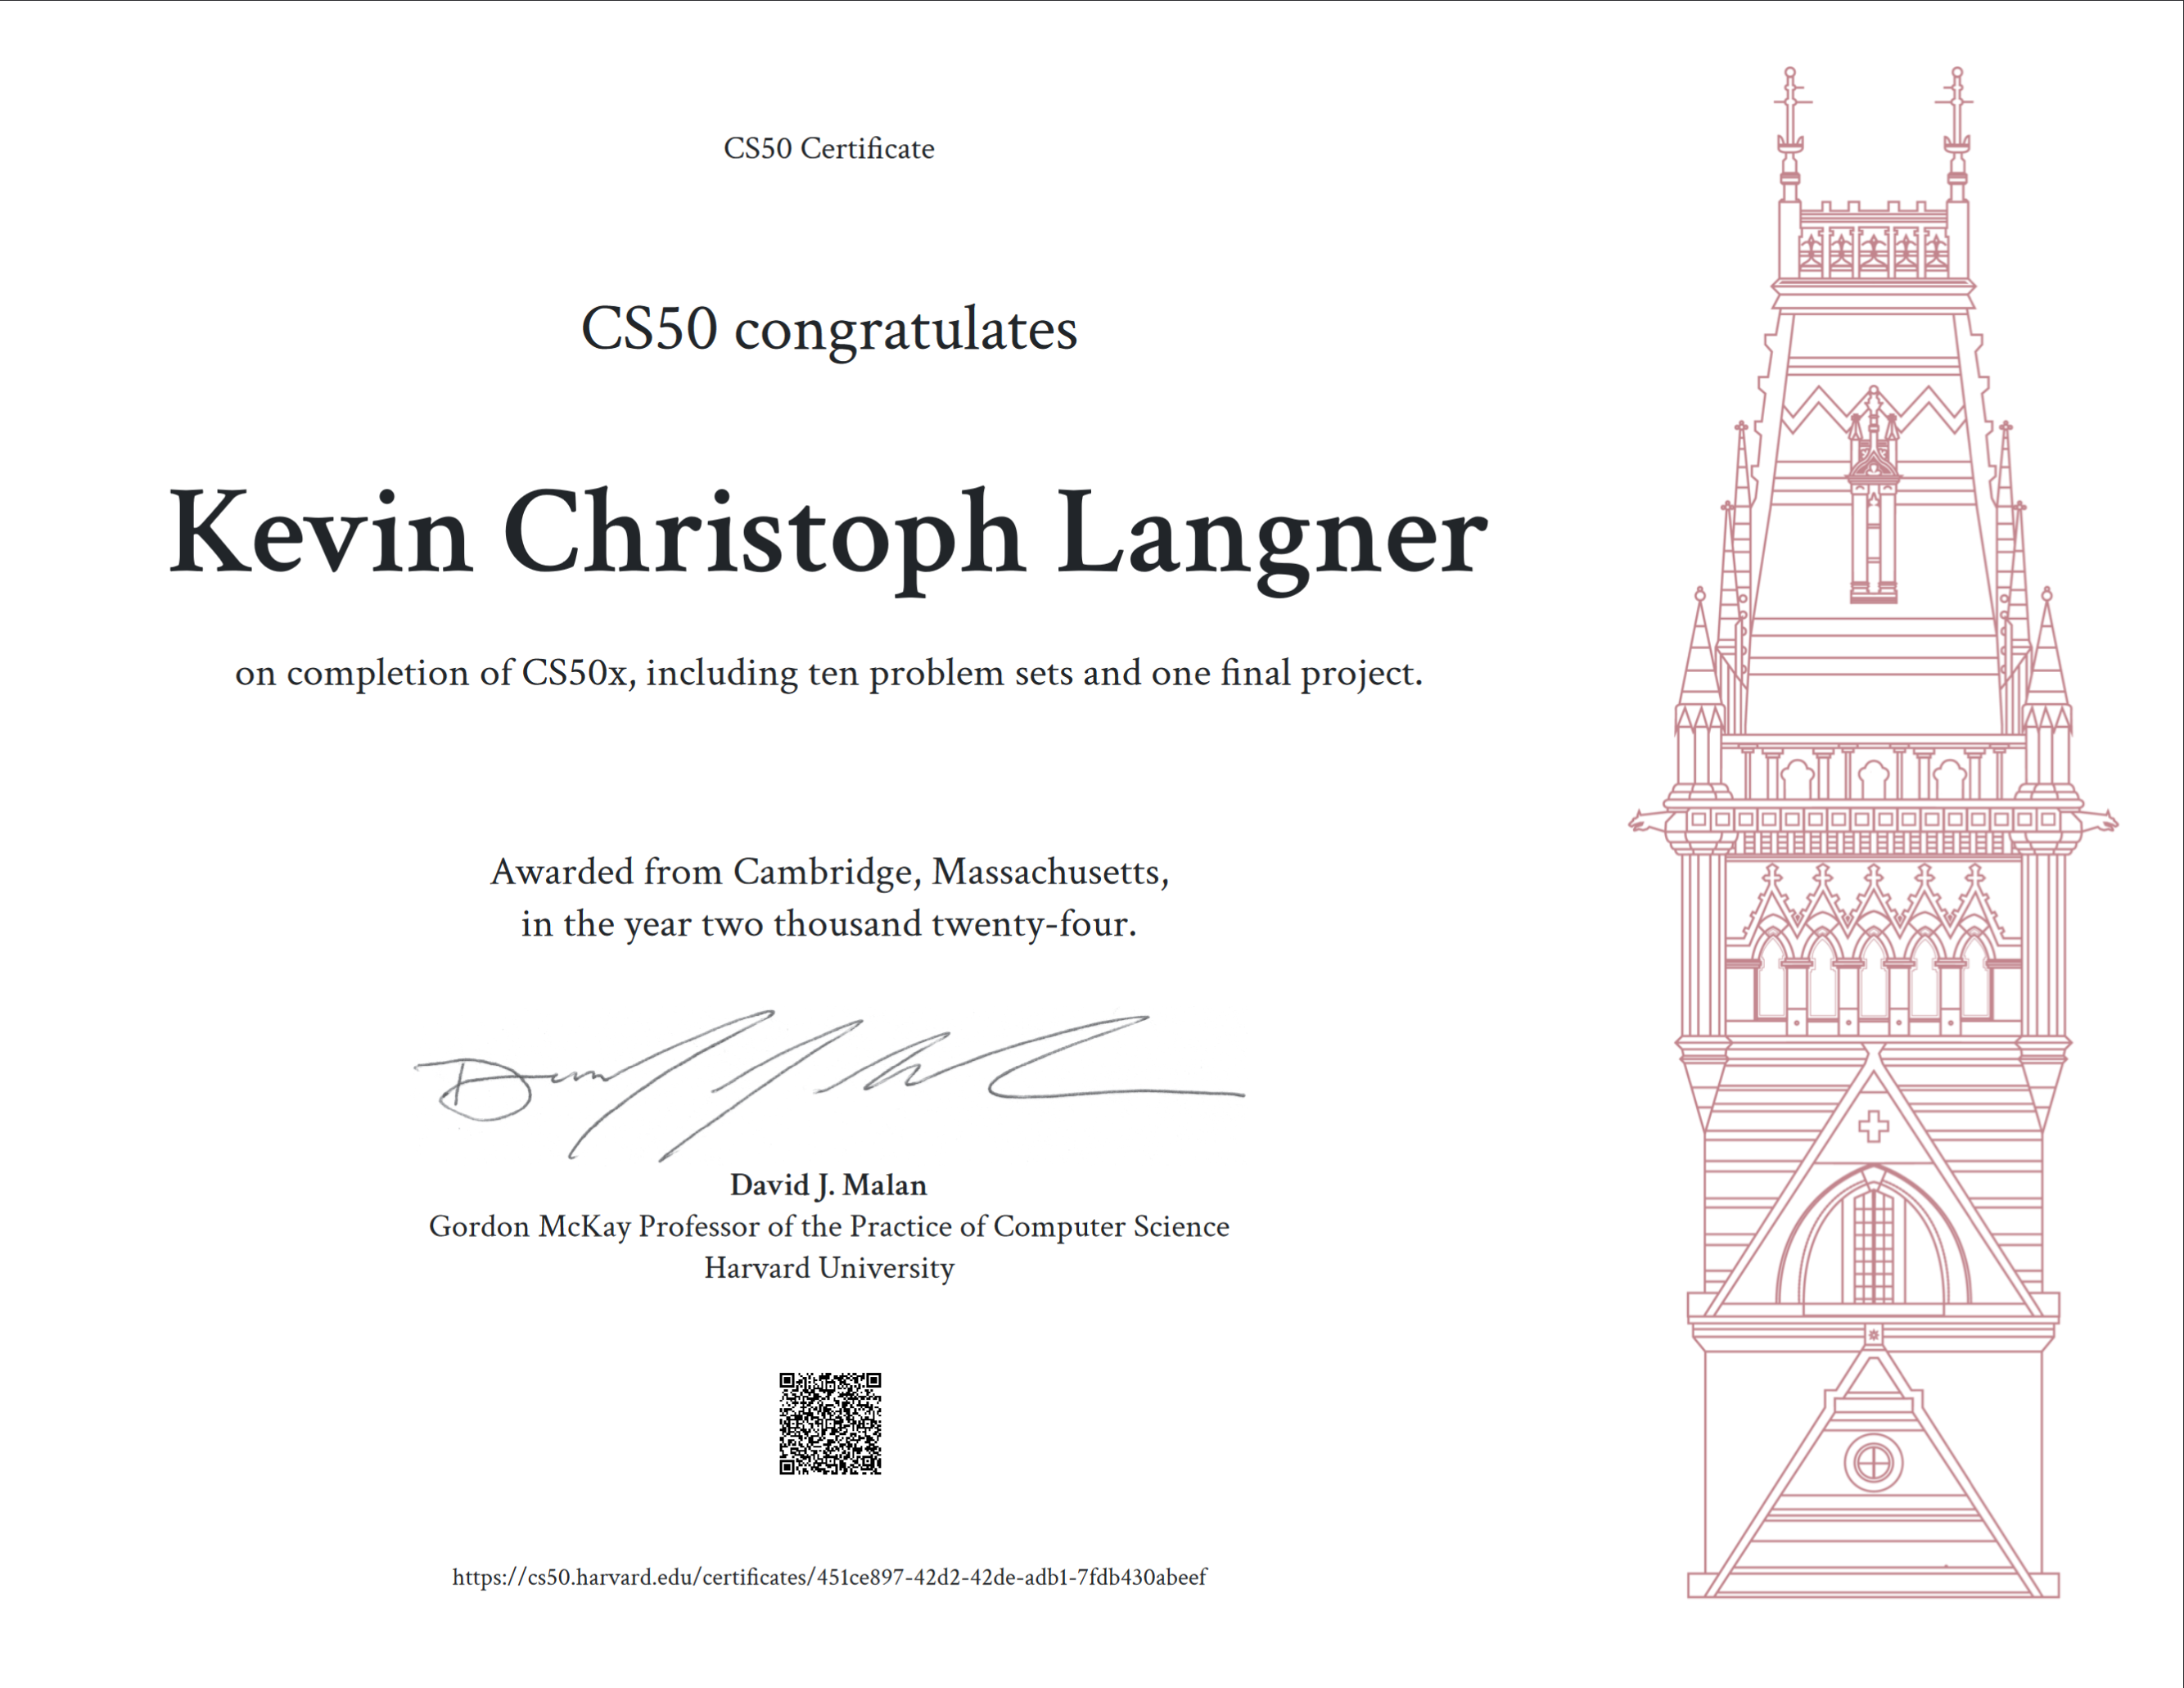 CS50 Certificate
CS50 congratulates
Kevin Christoph Langner
on completion of CS50x, including ten problem sets and one final project.
Awarded from Cambridge, Massachusetts,
in the year two thousand twenty-four.
David J. Malan
Gordon McKay Professor of the Practice of Computer Science
Harvard University
https://cs50.harvard.edu/certificates/451ce897-42d2-42de-adb1-7fdb430abeef